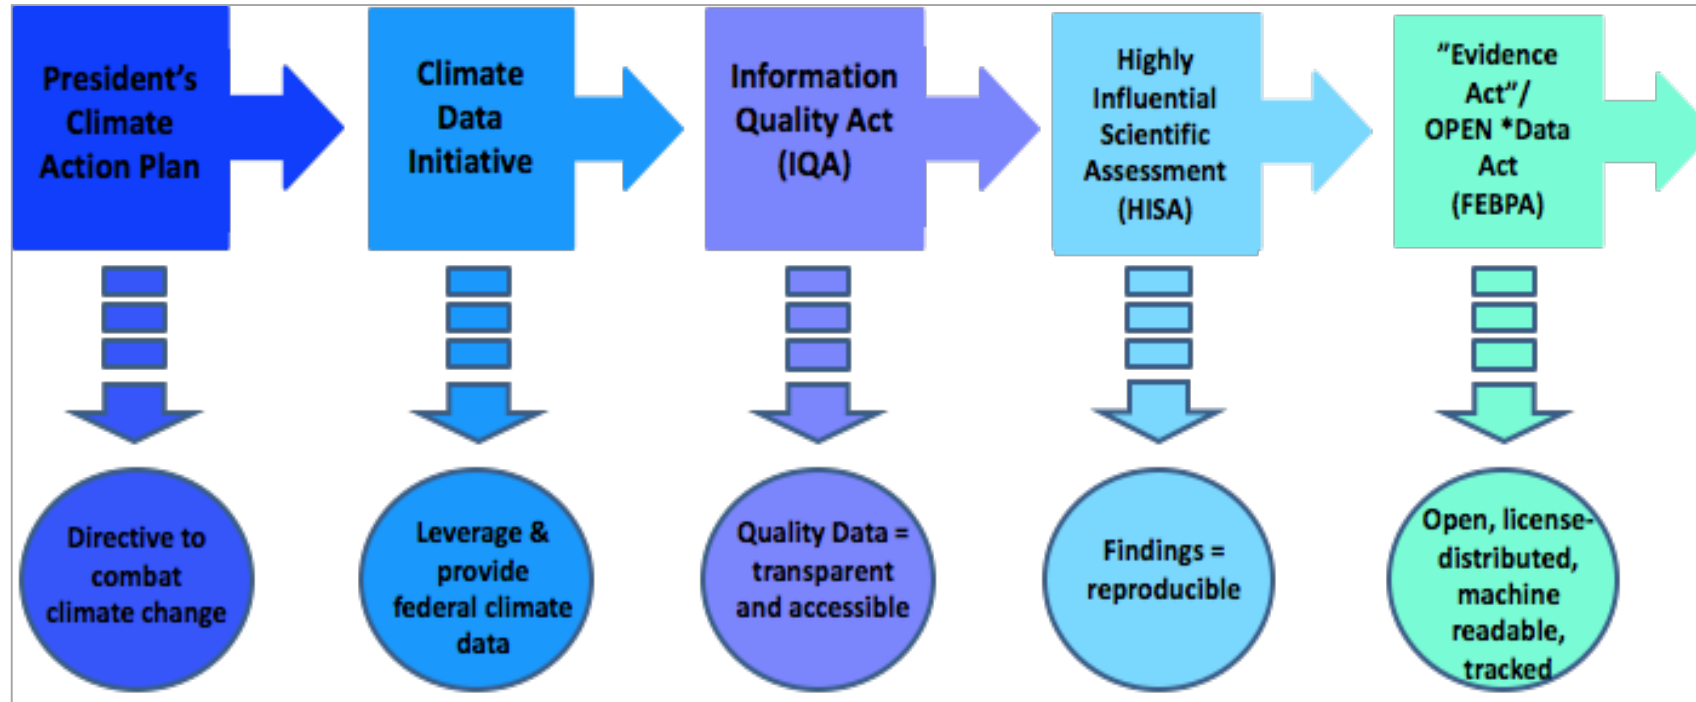 President's
Climate
Action Plan
Climate
Data
Initiative
Information
Quality Act
(IQA)
Highly
Influential
Scientific
Assessment
(HISA)
"Evidence
Act"/
OPEN *Data
Act
(FEBPA)
Directive to
combat
climate change
Leverage &
provide
federal climate
data
Quality Data =
transparent
and accessible
Findings =
reproducible
Open, license-
distributed,
machine
readable,
tracked